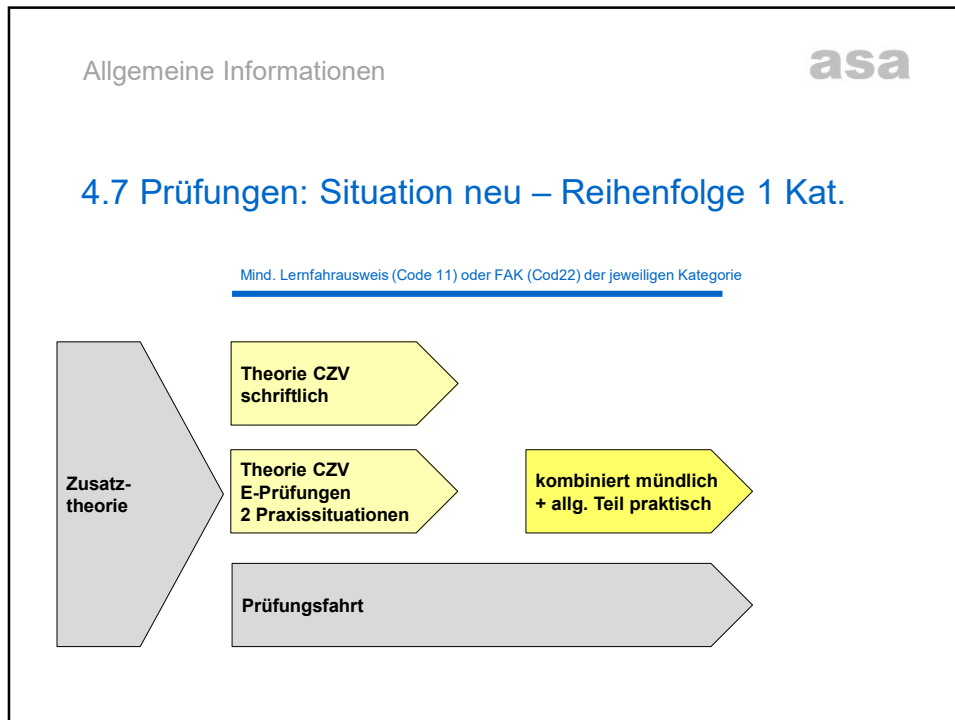 Allgemeine Informationen
asa
4.7 Prüfungen: Situation neu – Reihenfolge 1 Kat.
Mind. Lernfahrausweis (Code 11) oder FAK (Cod22) der jeweiligen Kategorie
Zusatz-
theorie
Theorie CZV
schriftlich
Theorie CZV
E-Prüfungen
2 Praxissituationen
kombiniert mündlich
+ allg. Teil praktisch
Prüfungsfahrt